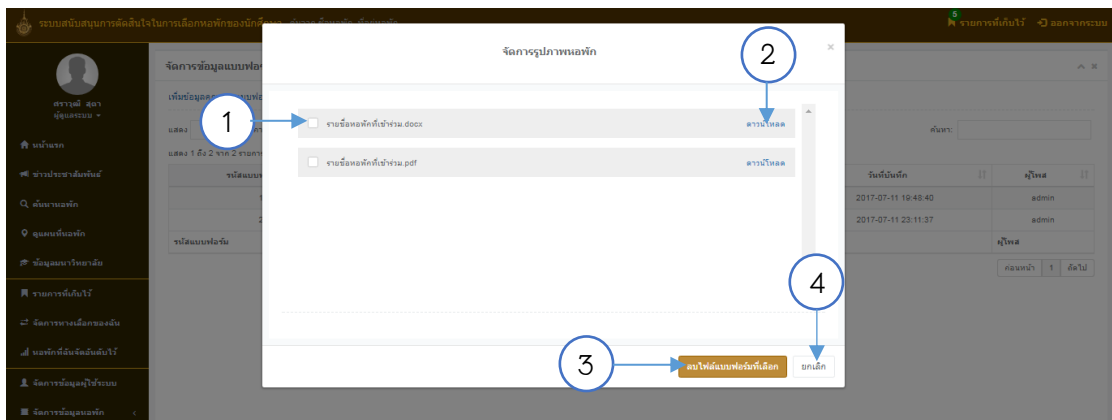 ระบบสนับสนุนการตัดสินใจในการเลือกหอพักของนักศึกษา
5
รายการที่เก็บไว้
ออกจากระบบ
ศราวุฒิ สุยา
ผู้ดูแลระบบ
หน้าแรก
ข่าวประชาสัมพันธ์
ค้นหาหอพัก
ดูแผนที่หอพัก
ข้อมูลมหาวิทยาลัย
รายการที่เก็บไว้
จัดการทางเลือกของฉัน
หอพักที่ฉันจัดอันดับไว้
จัดการข้อมูลผู้ใช้ระบบ
จัดการข้อมูลหอพัก
จัดการข้อมูลแบบฟอ
แสดง
ค้นหา:
แสดง 1 ถึง 2 จาก 2 รายกา
รหัสแบบฟ
วันที่บันทึก
ผู้โพส
1
2017-07-11 19:48:40
admin
2
2017-07-11 23:11:37
admin
รหัสแบบฟอร์ม
ผู้โพส
ก่อนหน้า
1
ถัดไป
จัดการรูปภาพหอพัก
×
รายชื่อหอพักที่เข้าร่วม.docx
ดาวน์โหลด
รายชื่อหอพักที่เข้าร่วม.pdf
ดาวน์โหลด
ลบไฟล์แบบฟอร์มที่เลือก
ยกเลิก
1
2
3
4